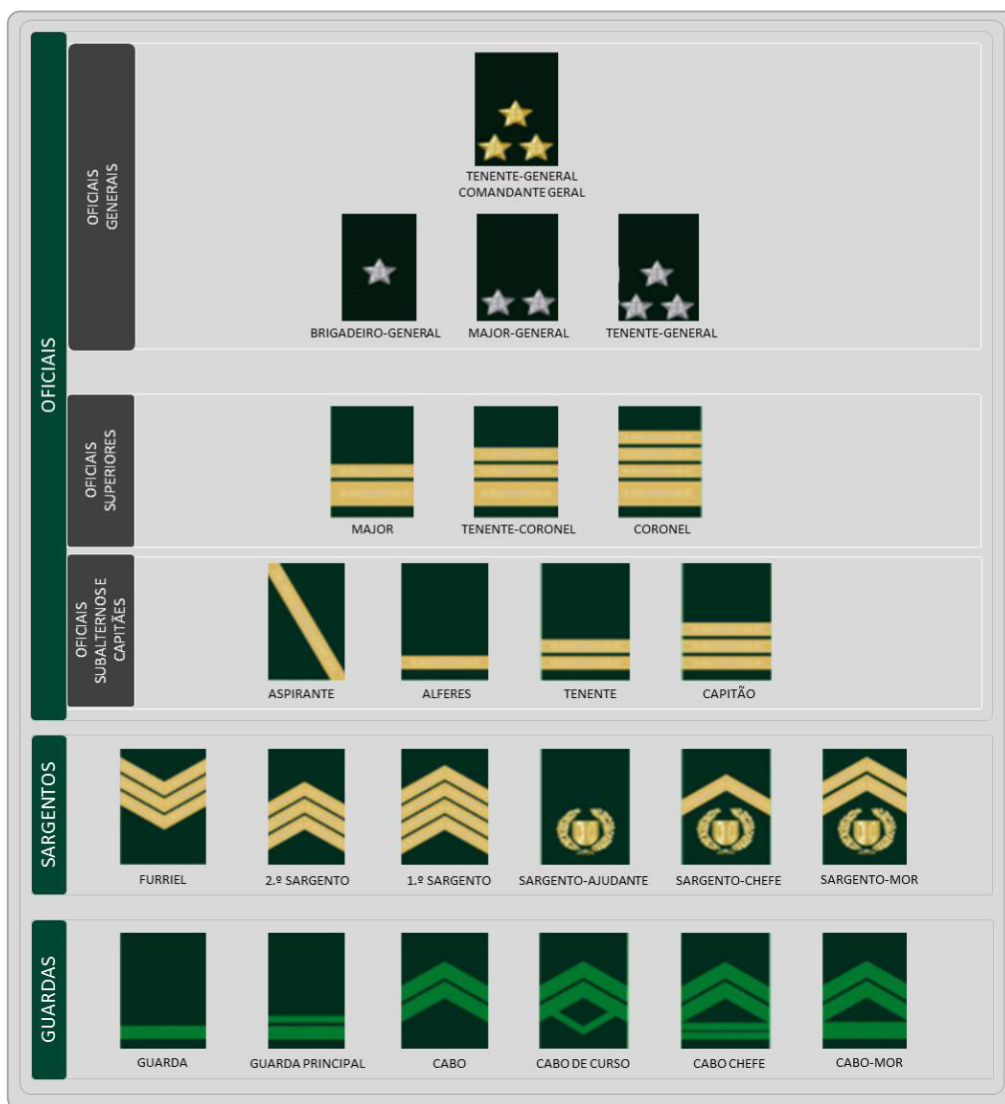 OFICIAIS
OFICIAIS
GENERAIS
TENENTE-GENERAL
COMANDANTE GERAL
BRIGADEIRO-GENERAL
MAJOR-GENERAL
TENENTE-GENERAL
OFICIAIS
SUPERIORES
MAJOR
TENENTE-CORONEL
CORONEL
OFICIAIS
SUBALTERNOS E
CAPITÃES
ASPIRANTE
ALFERES
TENENTE
CAPITÃO
SARGENTOS
FURRIEL
2.º SARGENTO
1.º SARGENTO
SARGENTO-AJUDANTE
SARGENTO-CHEFE
SARGENTO-MOR
GUARDAS
GUARDA
GUARDA PRINCIPAL
CABO
CABO DE CURSO
CABO CHEFE
CABO-MOR